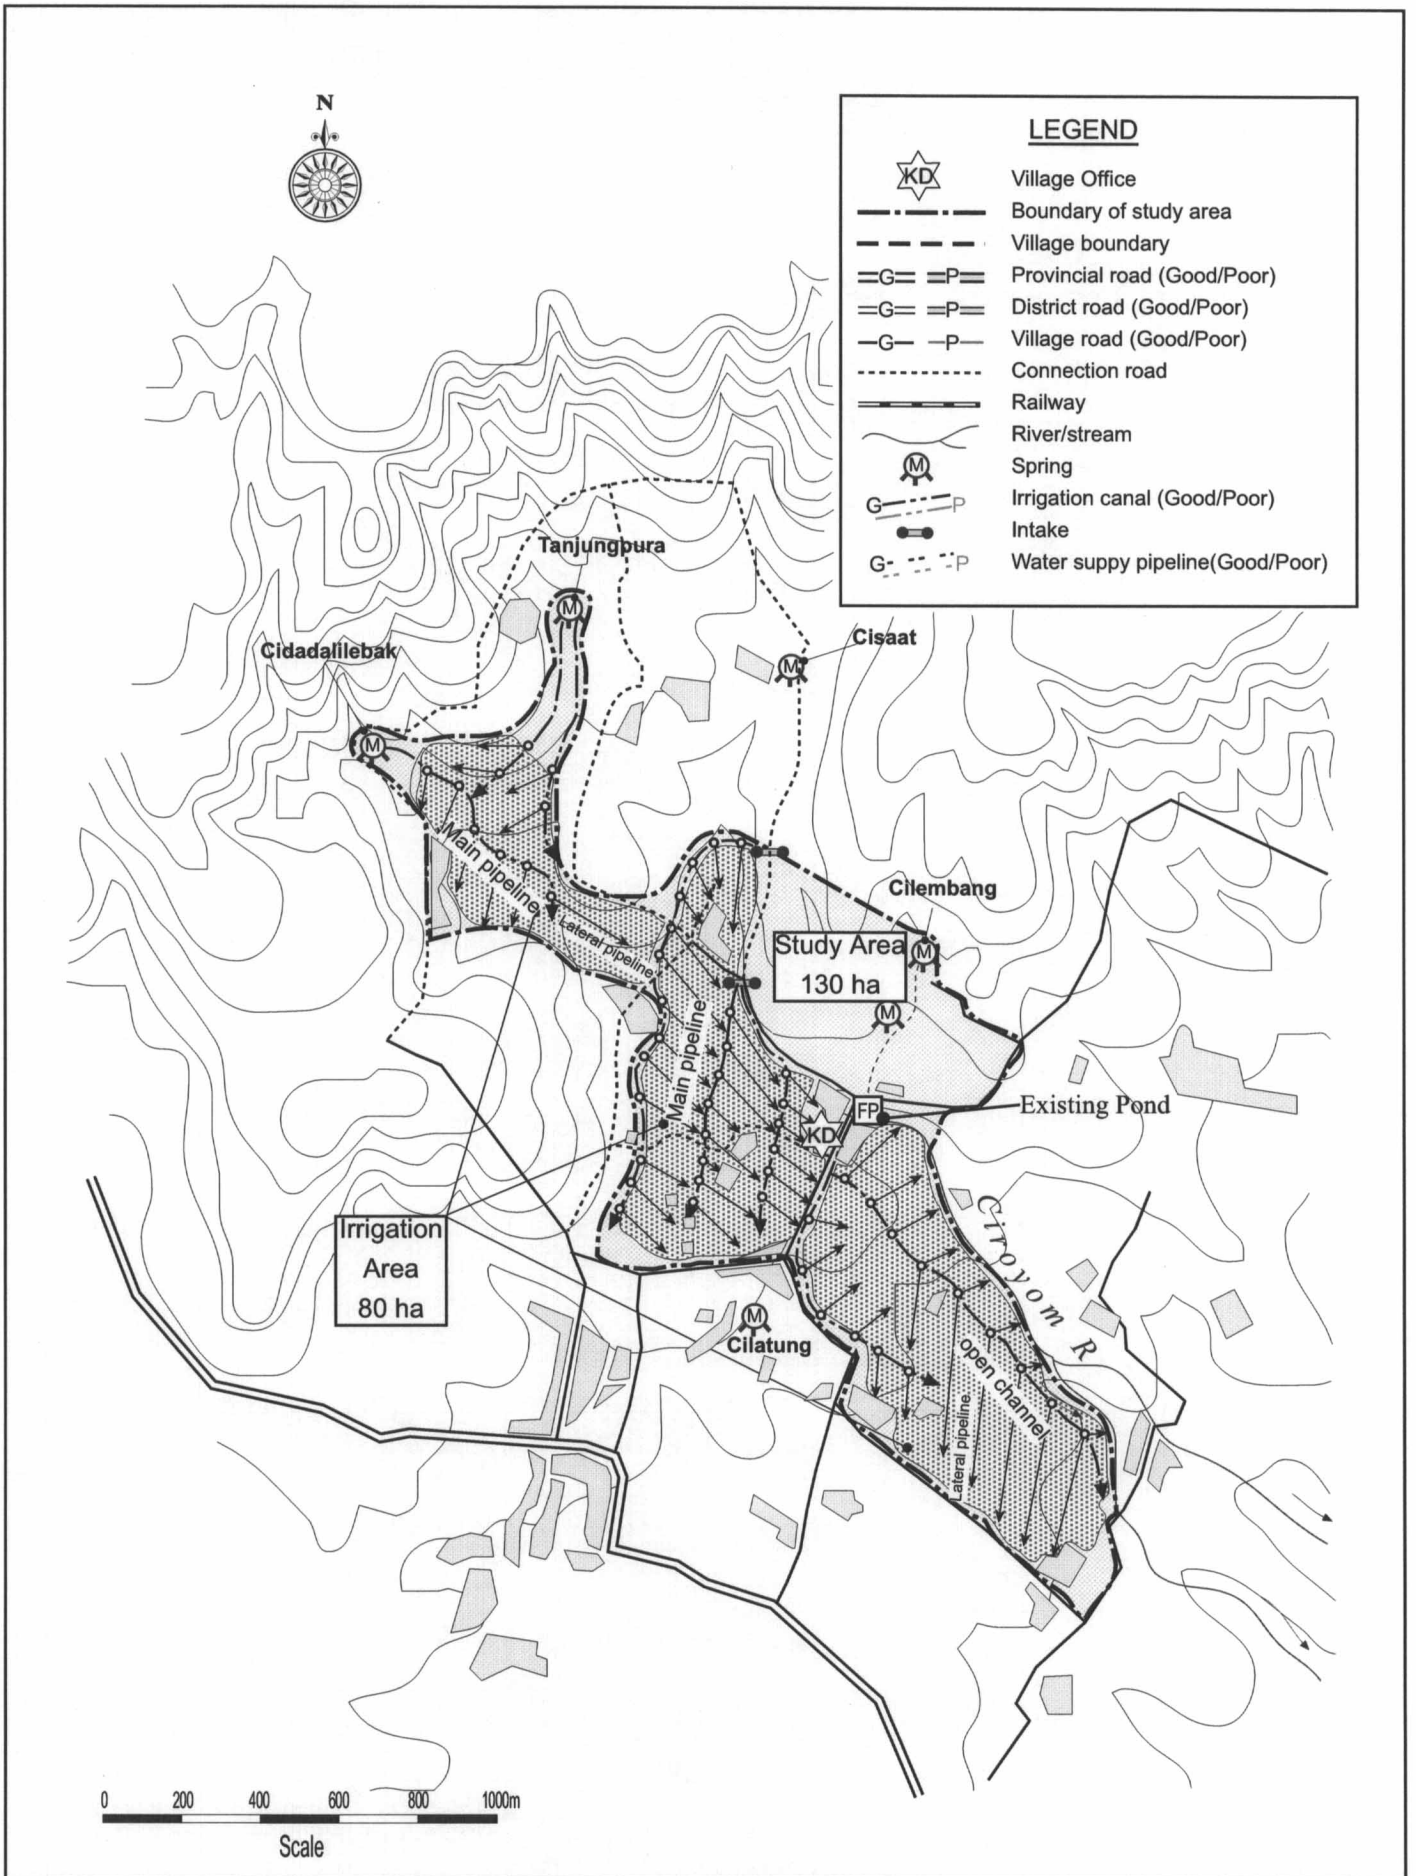 N
LEGEND
KD Village Office
Boundary of study area
Village boundary
G P Provincial road (Good/Poor)
G P District road (Good/Poor)
G P Village road (Good/Poor)
Connection road
Railway
River/stream
M Spring
G P Irrigation canal (Good/Poor)
Intake
G P Water suppy pipeline(Good/Poor)
Tanjungpura
M
Cisaat
M
Cidadalilebak
M
Main pipeline
Lateral pipeline
Cilembang
M
Study Area
130 ha
M
Main pipeline
FP
Existing Pond
KD
Ciroyom R
Irrigation
Area
80 ha
M
Cilatung
open channel
Lateral pipeline
0 200 400 600 800 1000m
Scale